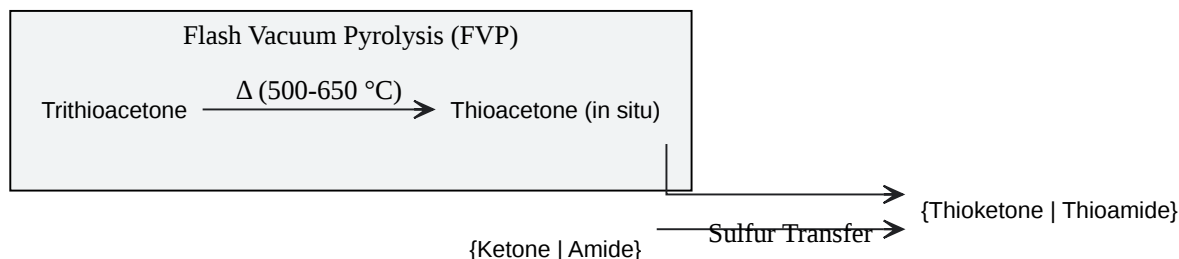 Flash Vacuum Pyrolysis (FVP)
Δ (500-650 °C)
Trithioacetone
Thioacetone (in situ)
{Thioketone | Thioamide}
Sulfur Transfer
{Ketone | Amide}